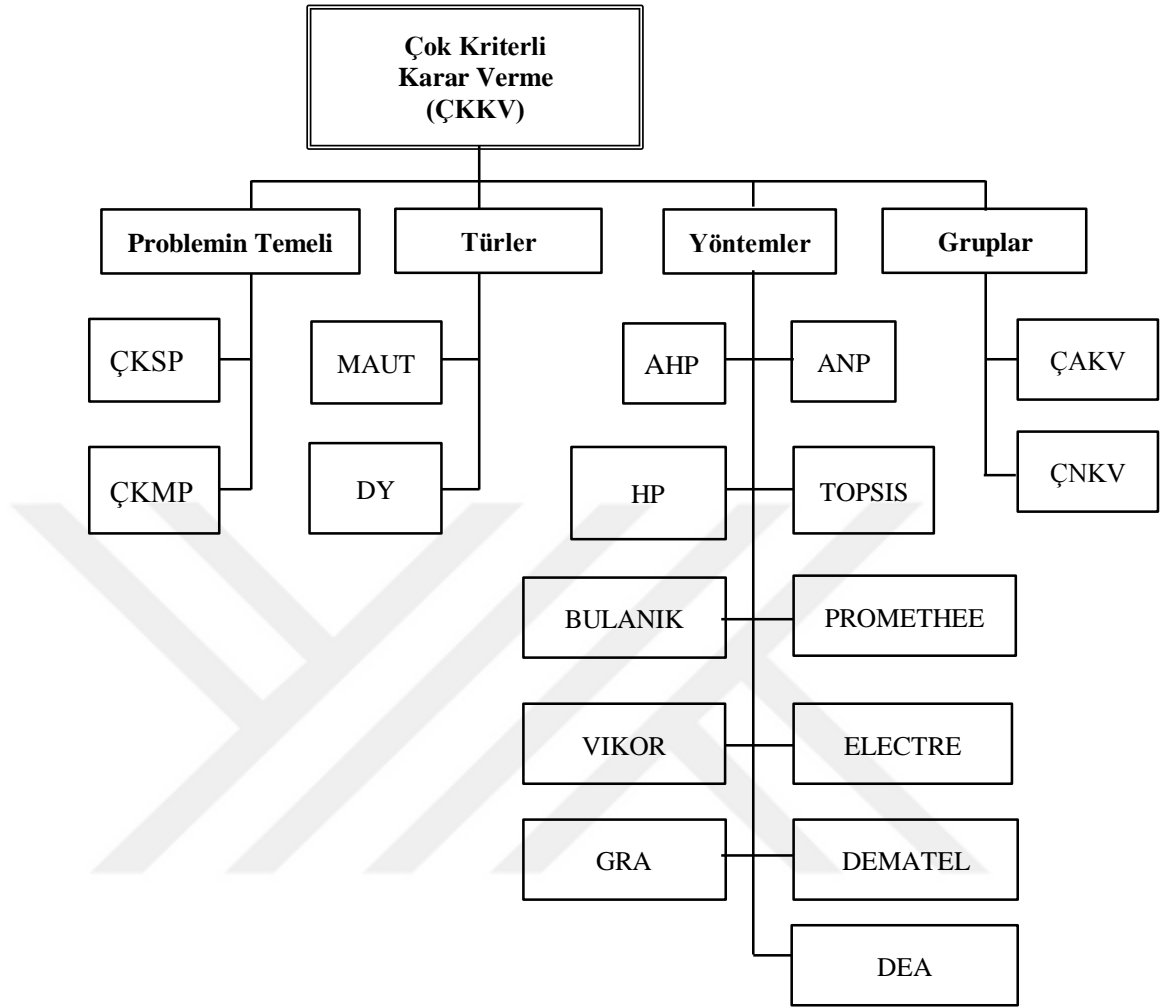 Çok Kriterli
Karar Verme
(ÇKKV)
Problemin Temeli
Türler
Yöntemler
Gruplar
ÇKSP
MAUT
AHP
ANP
ÇAKV
ÇKMP
DY
HP
TOPSIS
ÇNKV
BULANIK
PROMETHEE
VIKOR
ELECTRE
GRA
DEMATEL
DEA